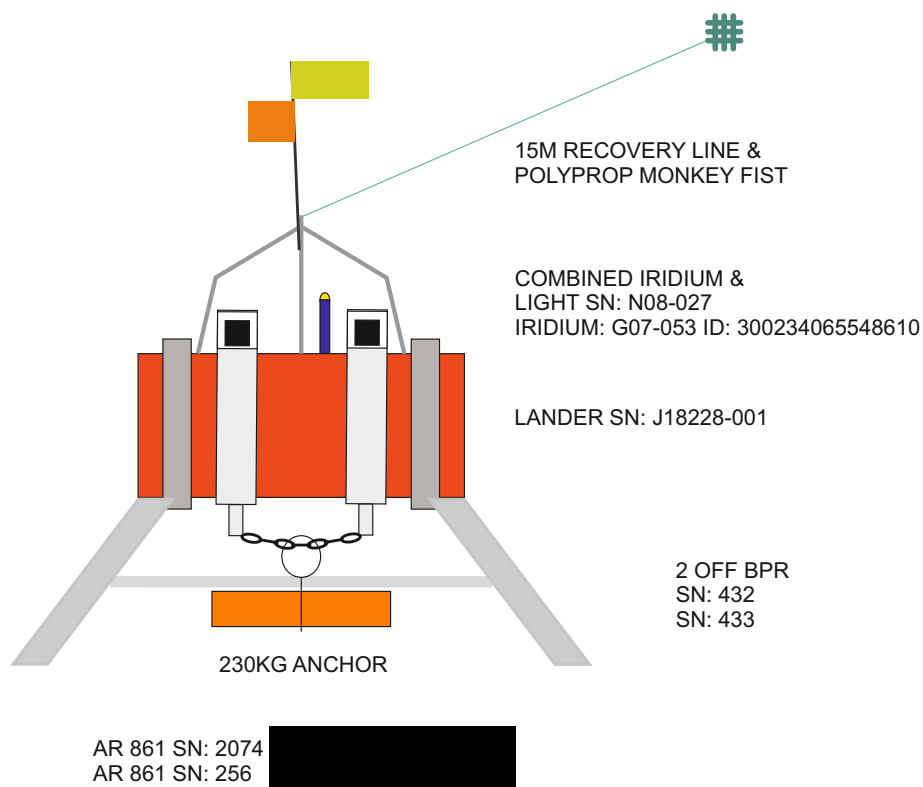 15M RECOVERY LINE &
POLYPROP MONKEY FIST
COMBINED IRIDIUM &
LIGHT SN: N08-027
IRIDIUM: G07-053 ID: 300234065548610
LANDER SN: J18228-001
2 OFF BPR
SN: 432
SN: 433
230KG ANCHOR
AR 861 SN: 2074
AR 861 SN: 256